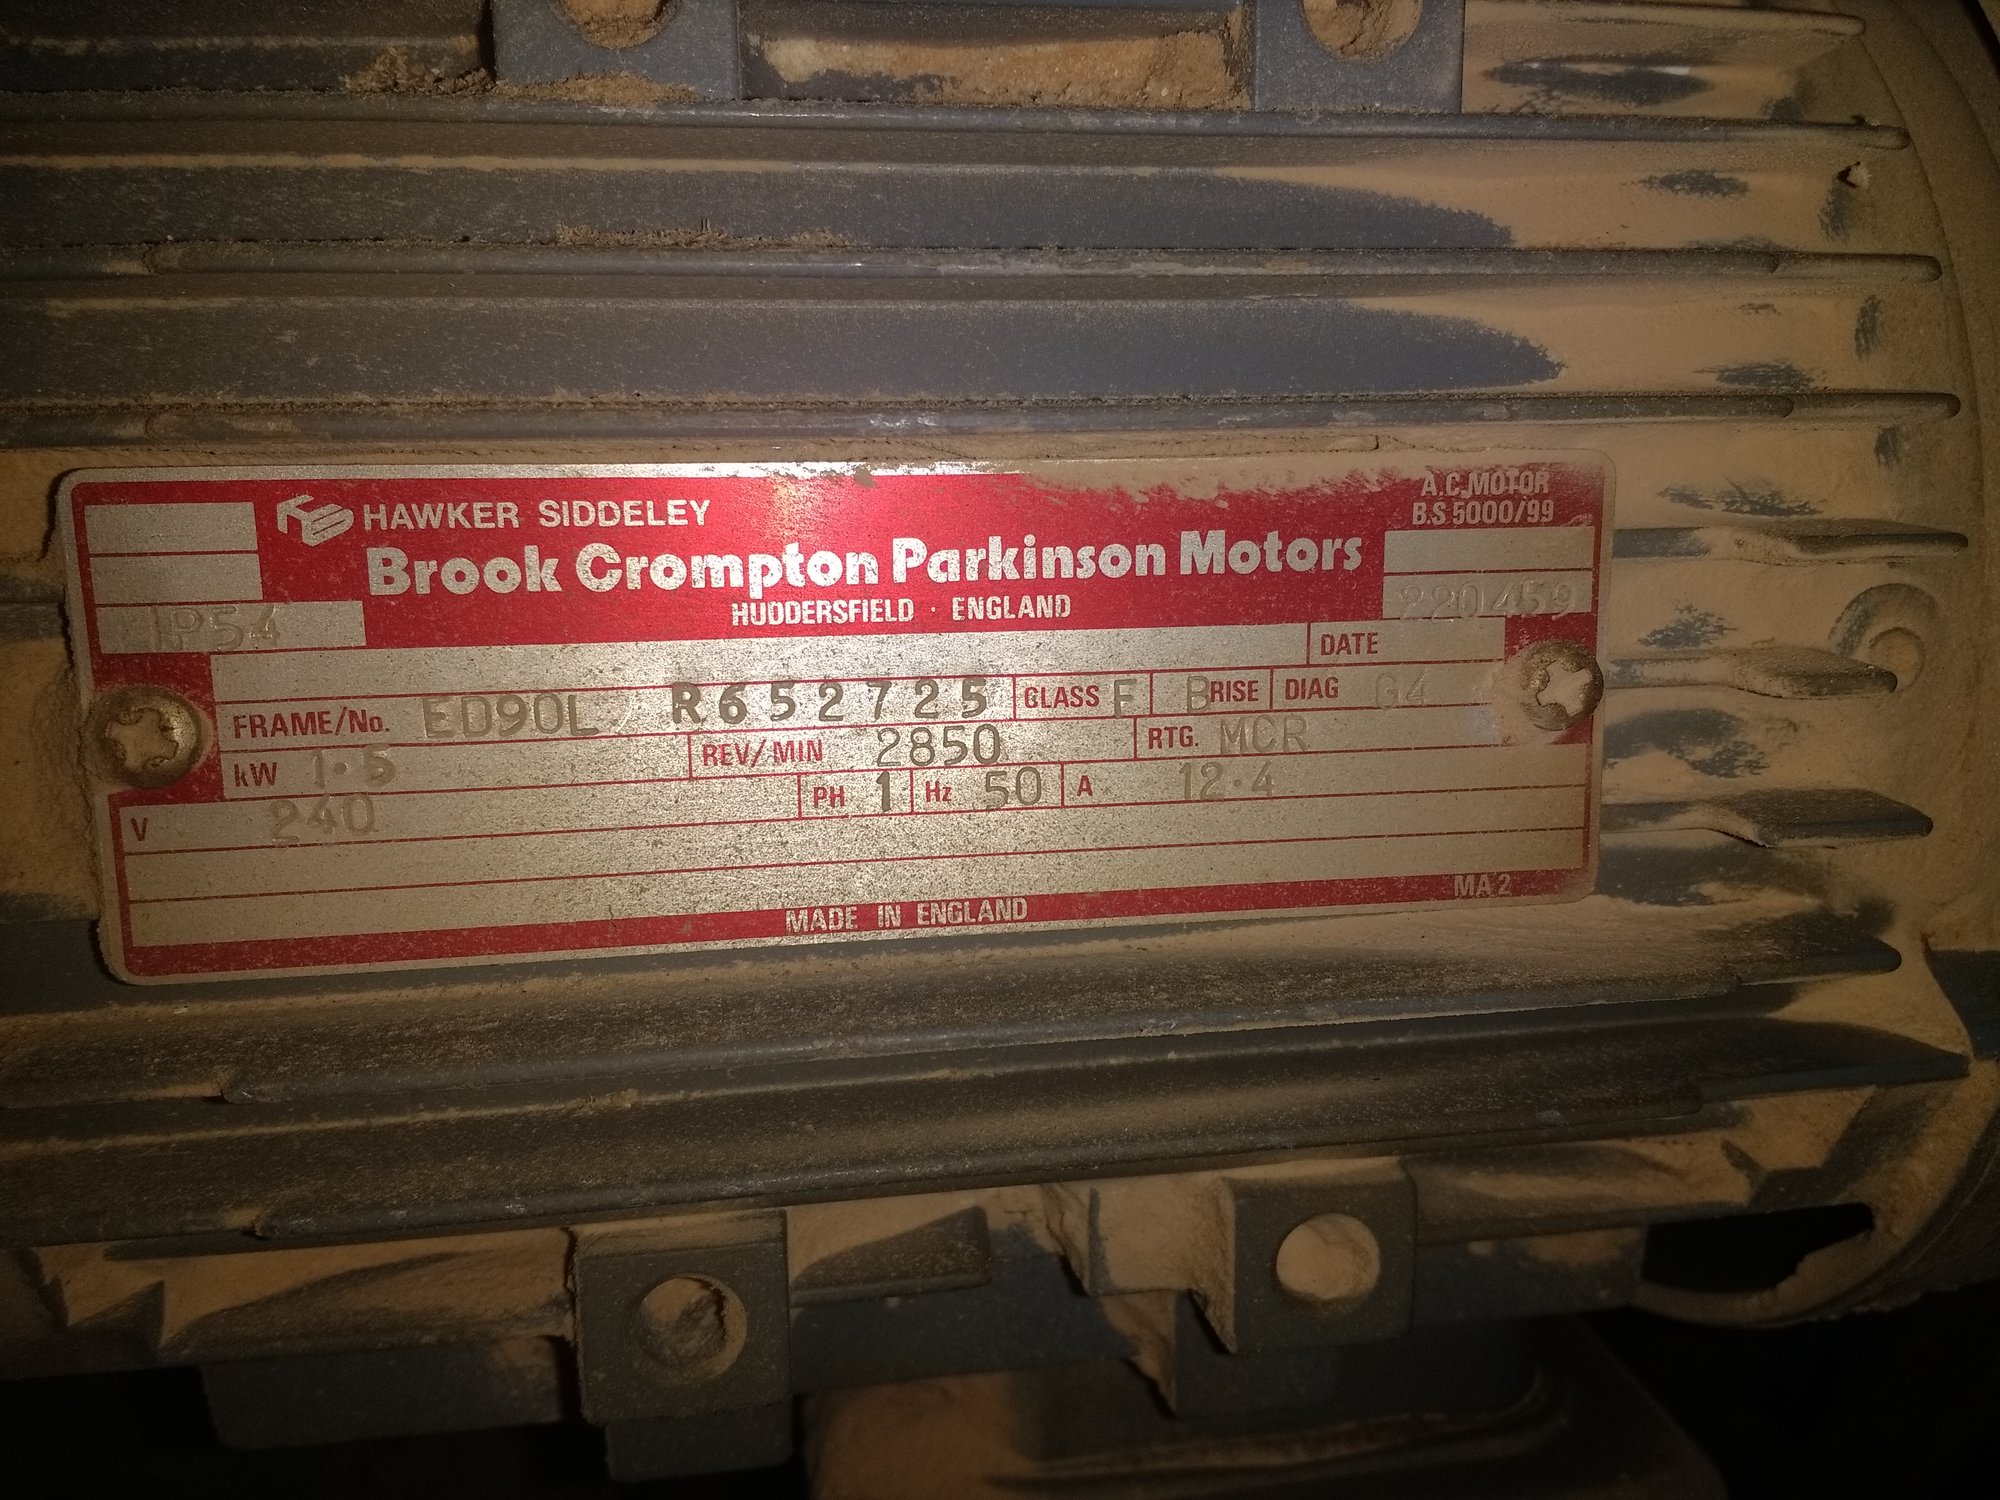 HAWKER SIDDELEY
A.C. MOTOR
B.S 5000/99
Brook Crompton Parkinson Motors
HUDDERSFIELD · ENGLAND
IP54
220459
DATE
FRAME/No. ED90L R652725 CLASS F B RISE DIAG G4
kW 1·5 REV/MIN 2850 RTG. MCR
V 240 PH 1 Hz 50 A 12·4
MA 2
MADE IN ENGLAND